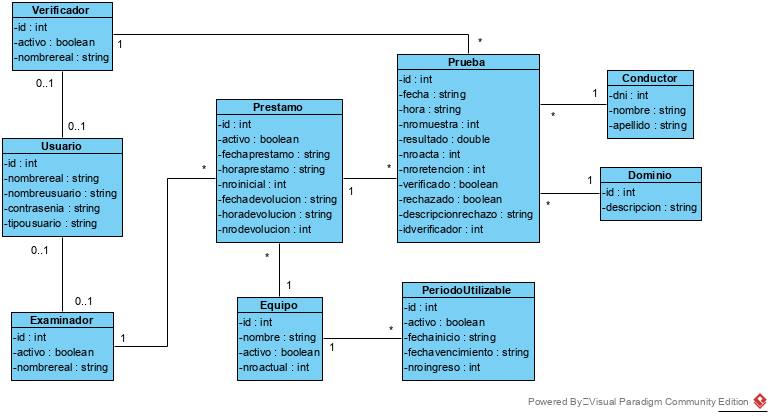 Verificador
-id : int
-activo : boolean
-nombrereal : string
1
*
0..1
0..1
Usuario
-id : int
-nombrereal : string
-nombreusuario : string
-contrasenia : string
-tipousuario : string
0..1
0..1
Examinador
-id : int
-activo : boolean
-nombrereal : string
1
*
Prestamo
-id : int
-activo : boolean
-fechaprestamo : string
-horaprestamo : string
-nroinicial : int
-fechadevolucion : string
-horadevolucion : string
-nrodevolucion : int
1
*
*
1
Equipo
-id : int
-nombre : string
-activo : boolean
-nroactual : int
1
*
PeriodoUtilizable
-id : int
-activo : boolean
-fechainicio : string
-fechavencimiento : string
-nroingreso : int
Prueba
-id : int
-fecha : string
-hora : string
-nromuestra : int
-resultado : double
-nroacta : int
-nroretencion : int
-verificado : boolean
-rechazado : boolean
-descripcionrechazo : string
-idverificador : int
*
1
Conductor
-dni : int
-nombre : string
-apellido : string
*
1
Dominio
-id : int
-descripcion : string
Powered By Visual Paradigm Community Edition